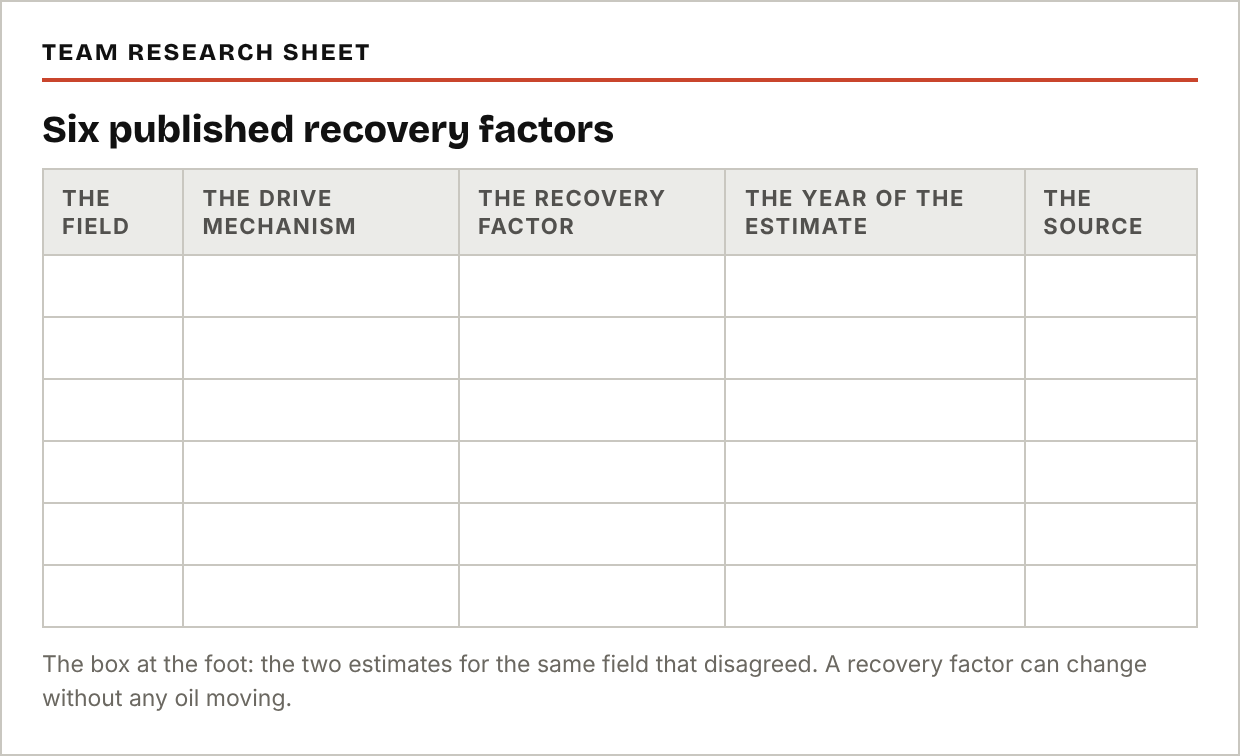 TEAM RESEARCH SHEET
Six published recovery factors
THE FIELD
THE DRIVE MECHANISM
THE RECOVERY FACTOR
THE YEAR OF THE ESTIMATE
THE SOURCE
The box at the foot: the two estimates for the same field that disagreed. A recovery factor can change
without any oil moving.